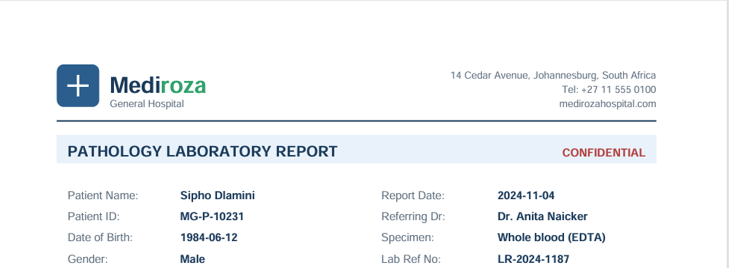 Mediroza
General Hospital
14 Cedar Avenue, Johannesburg, South Africa
Tel: +27 11 555 0100
medirozahospital.com
PATHOLOGY LABORATORY REPORT CONFIDENTIAL
Patient Name: Sipho Dlamini Report Date: 2024-11-04
Patient ID: MG-P-10231 Referring Dr: Dr. Anita Naicker
Date of Birth: 1984-06-12 Specimen: Whole blood (EDTA)
Gender: Male Lab Ref No: LR-2024-1187